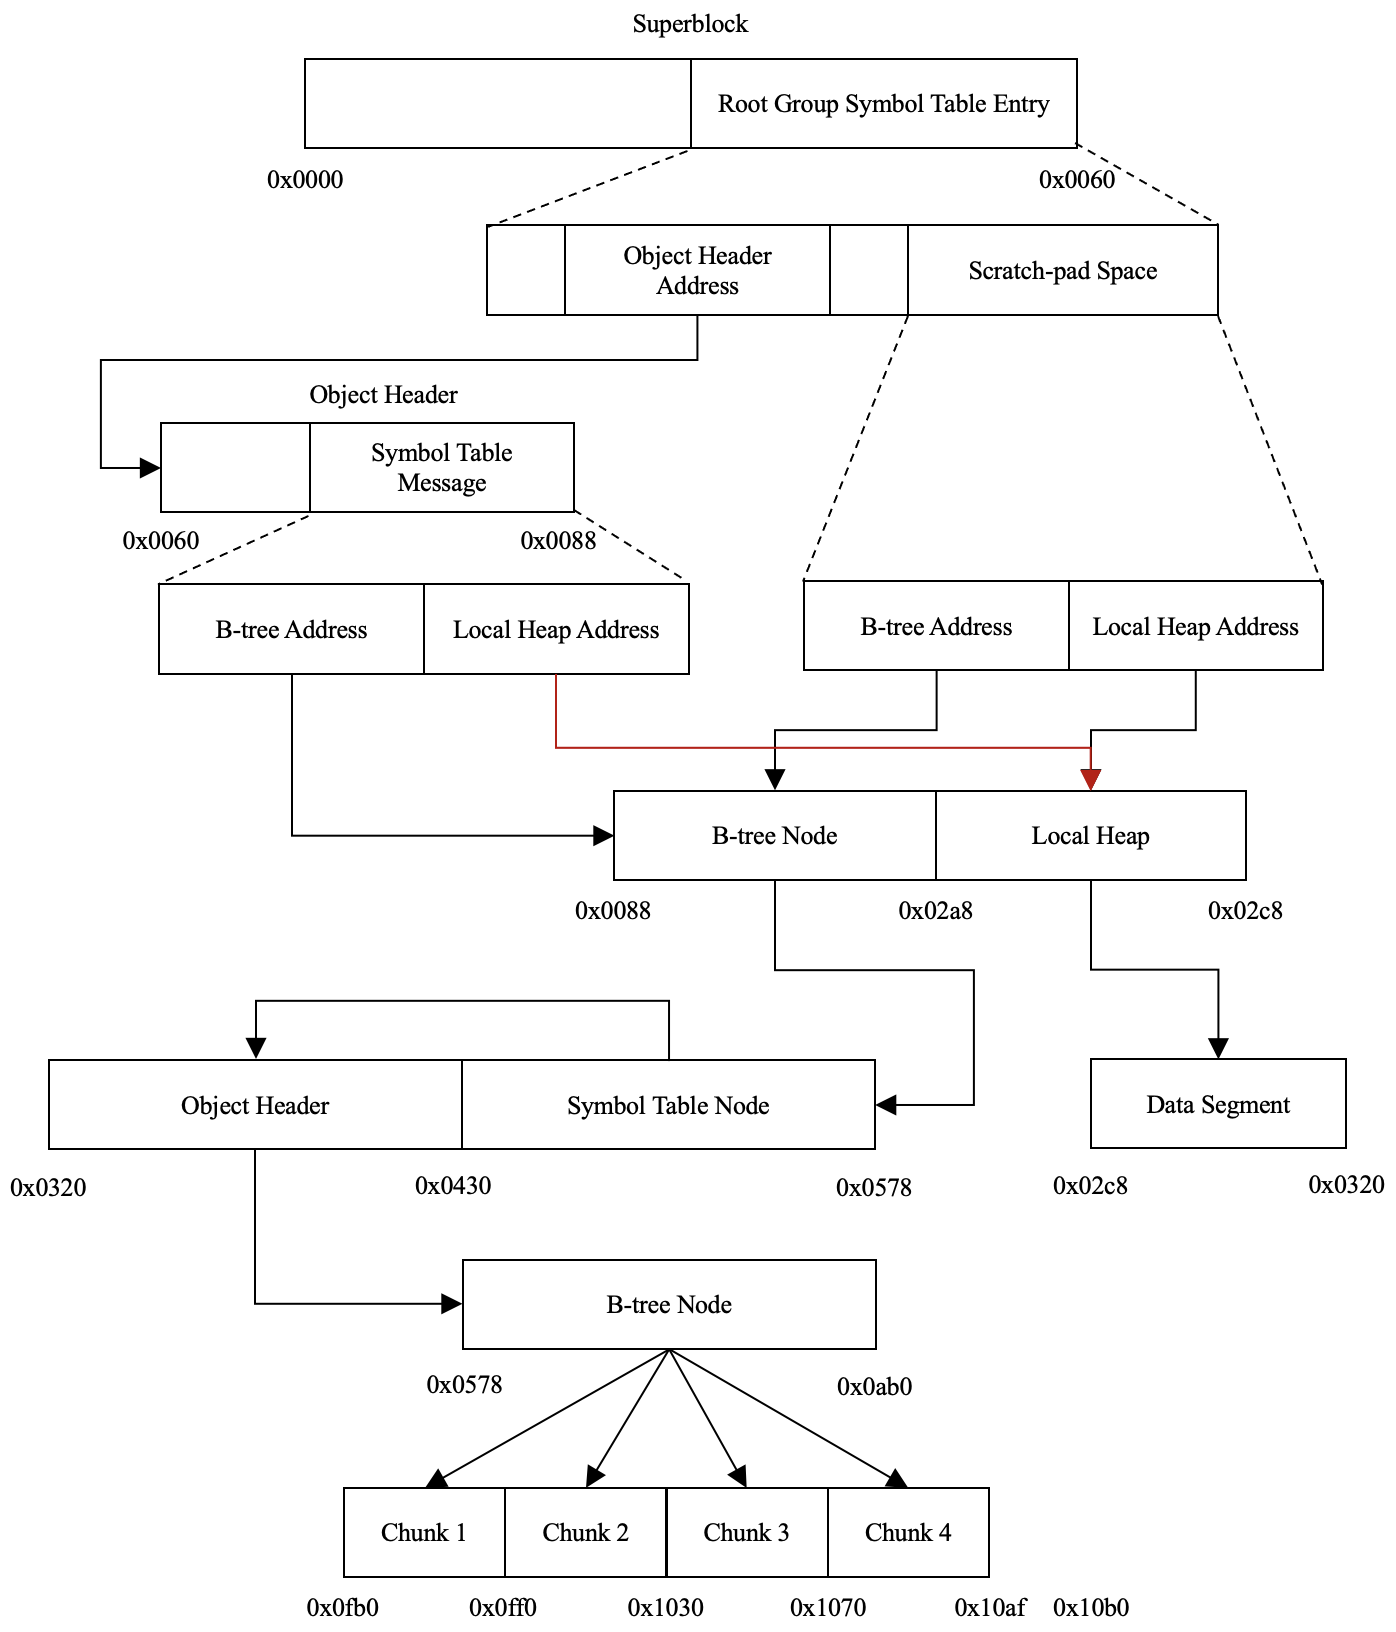 Superblock
Root Group Symbol Table Entry
0x0000
0x0060
Object Header
Address
Scratch-pad Space
Object Header
Symbol Table
Message
0x0060
0x0088
B-tree Address
Local Heap Address
B-tree Address
Local Heap Address
B-tree Node
Local Heap
0x0088
0x02a8
0x02c8
Object Header
Symbol Table Node
Data Segment
0x0320
0x0430
0x0578
0x02c8
0x0320
B-tree Node
0x0578
0x0ab0
Chunk 1
Chunk 2
Chunk 3
Chunk 4
0x0fb0
0x0ff0
0x1030
0x1070
0x10af
0x10b0